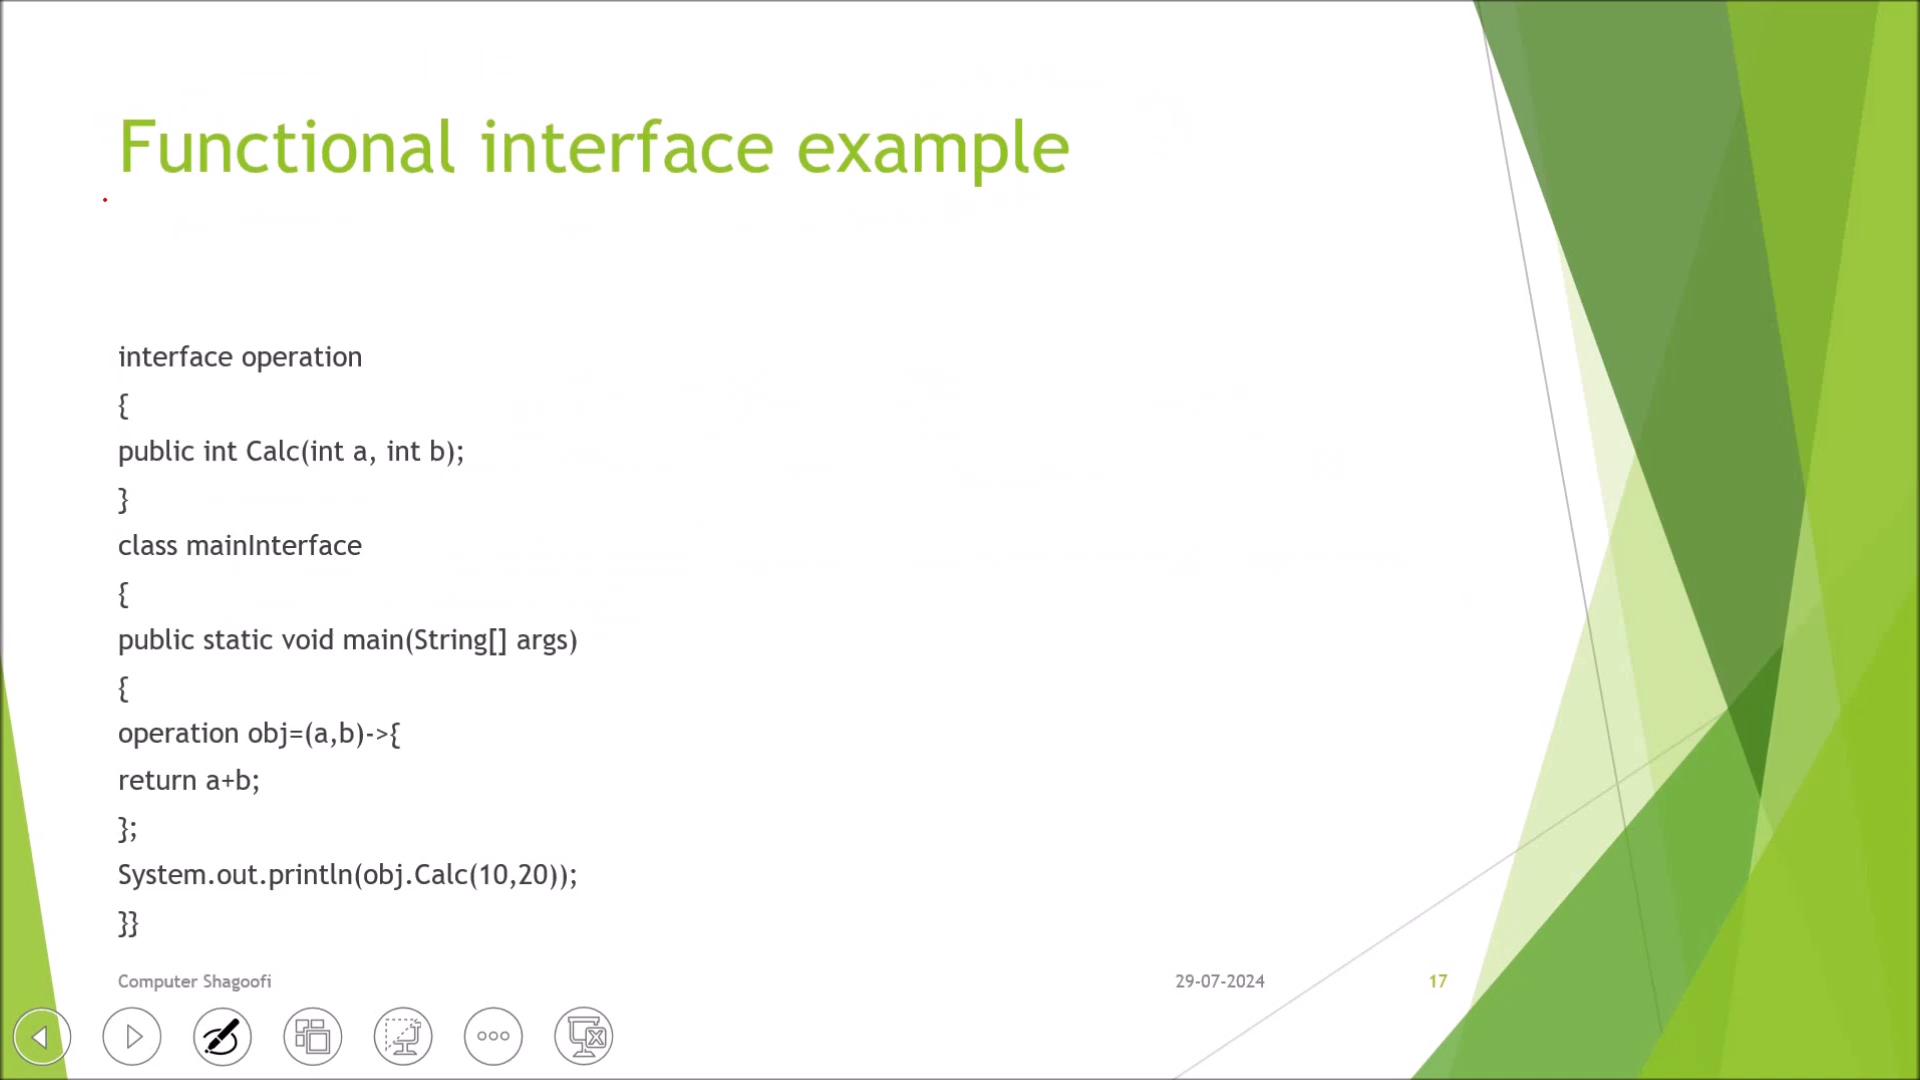 Functional interface example
interface operation
{
public int Calc(int a, int b);
}
class mainInterface
{
public static void main(String[] args)
{
operation obj=(a,b)->{
return a+b;
};
System.out.println(obj.Calc(10,20));
}}
Computer Shagoofi
29-07-2024
17